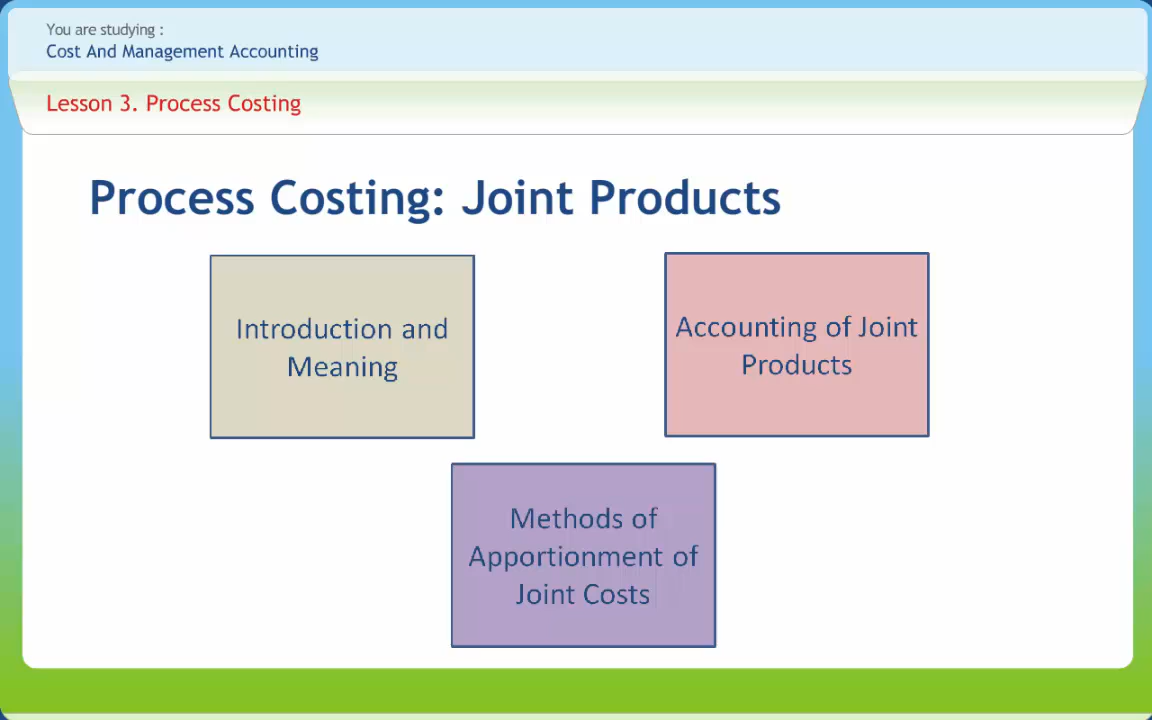 You are studying :
Cost And Management Accounting
Lesson 3. Process Costing
Process Costing: Joint Products
Introduction and
Meaning
Accounting of Joint
Products
Methods of
Apportionment of
Joint Costs